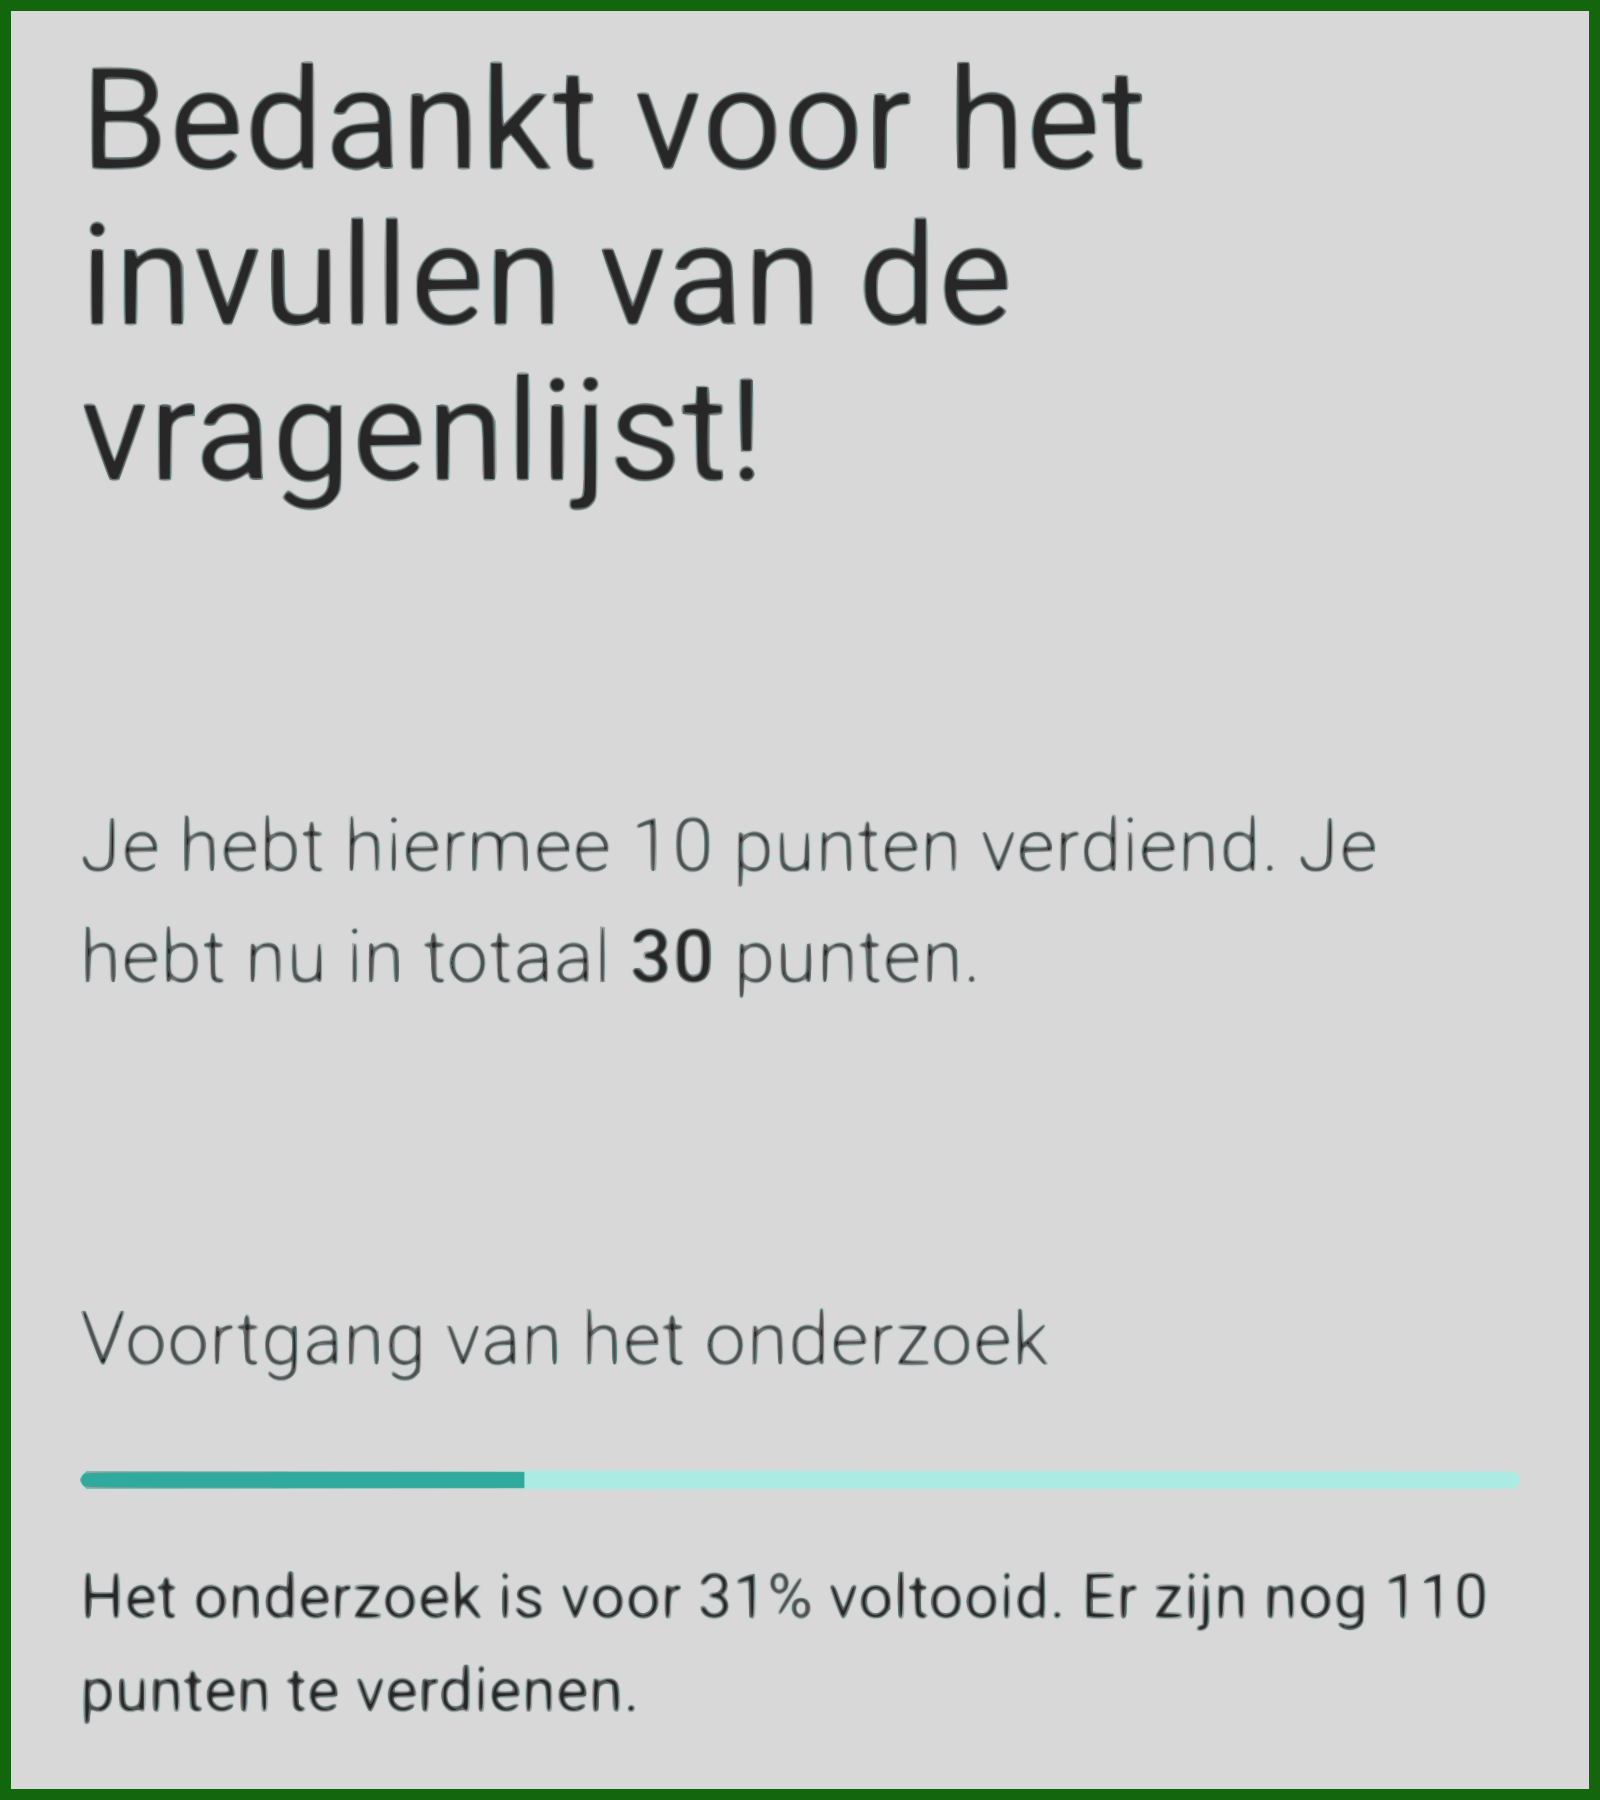 Bedankt voor het
invullen van de
vragenlijst!
Je hebt hiermee 10 punten verdiend. Je
hebt nu in totaal 30 punten.
Voortgang van het onderzoek
Het onderzoek is voor 31% voltooid. Er zijn nog 110
punten te verdienen.